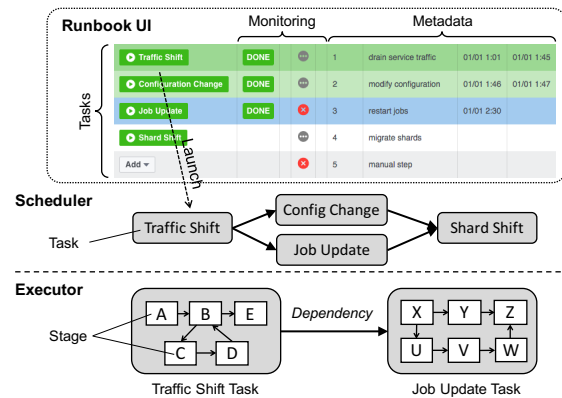 Runbook UI
Monitoring
Metadata
Tasks
Traffic Shift DONE 1 drain service traffic 01/01 1:01 01/01 1:45
Configuration Change DONE 2 modify configuration 01/01 1:46 01/01 1:47
Job Update DONE 3 restart jobs 01/01 2:30
Shard Shift 4 migrate shards
Add 5 manual step
Launch
Scheduler
Task
Traffic Shift
Config Change
Job Update
Shard Shift
Executor
Stage
A B E
C D
Dependency
X Y Z
U V W
Traffic Shift Task
Job Update Task